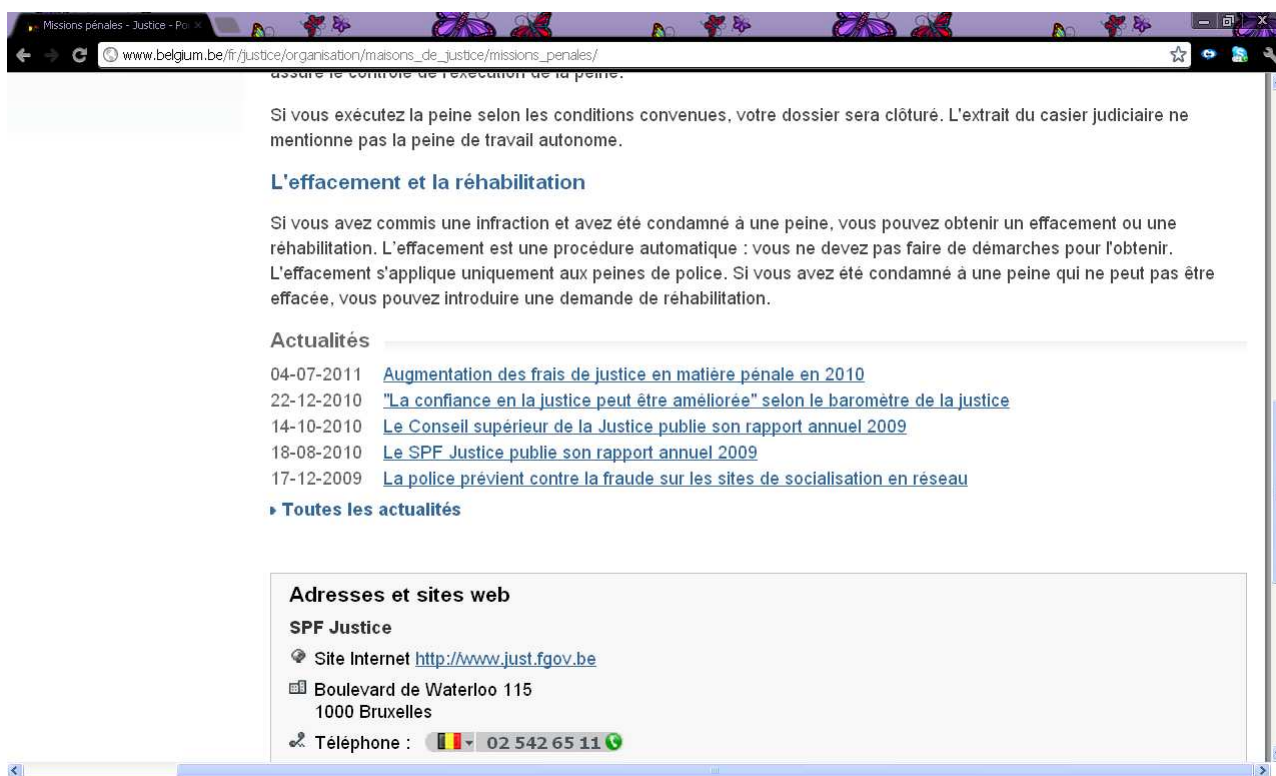 Missions pénales - Justice - Po
www.belgium.be/fr/justice/organisation/maisons_de_justice/missions_penales/
assure le contrôle de l'exécution de la peine.
Si vous exécutez la peine selon les conditions convenues, votre dossier sera clôturé. L'extrait du casier judiciaire ne
mentionne pas la peine de travail autonome.
L'effacement et la réhabilitation
Si vous avez commis une infraction et avez été condamné à une peine, vous pouvez obtenir un effacement ou une
réhabilitation. L'effacement est une procédure automatique : vous ne devez pas faire de démarches pour l'obtenir.
L'effacement s'applique uniquement aux peines de police. Si vous avez été condamné à une peine qui ne peut pas être
effacée, vous pouvez introduire une demande de réhabilitation.
Actualités
04-07-2011 Augmentation des frais de justice en matière pénale en 2010
22-12-2010 "La confiance en la justice peut être améliorée" selon le baromètre de la justice
14-10-2010 Le Conseil supérieur de la Justice publie son rapport annuel 2009
18-08-2010 Le SPF Justice publie son rapport annuel 2009
17-12-2009 La police prévient contre la fraude sur les sites de socialisation en réseau
Toutes les actualités
Adresses et sites web
SPF Justice
Site Internet http://www.just.fgov.be
Boulevard de Waterloo 115
1000 Bruxelles
Téléphone : 02 542 65 11